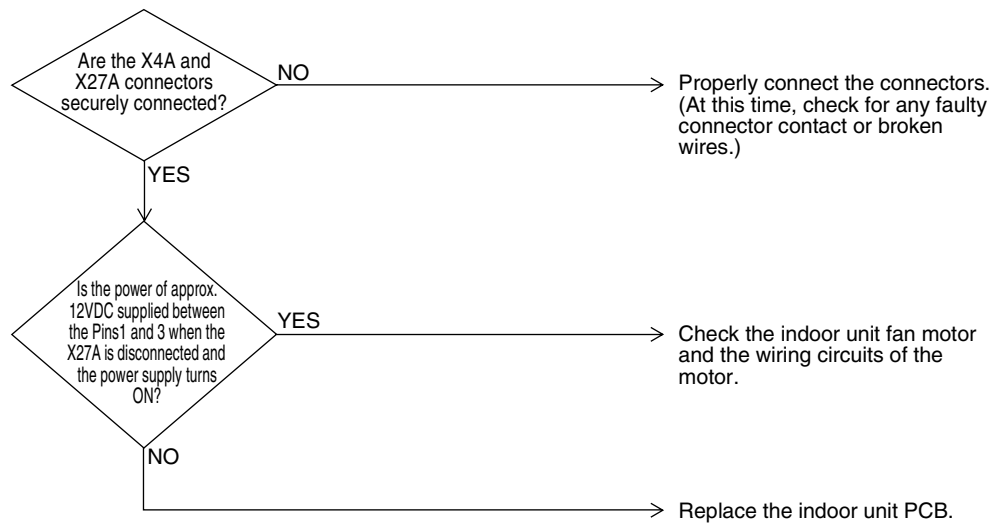 Are the X4A and
X27A connectors
securely connected?
NO
Properly connect the connectors.
(At this time, check for any faulty
connector contact or broken
wires.)
YES
Is the power of approx.
12VDC supplied between
the Pins1 and 3 when the
X27A is disconnected and
the power supply turns
ON?
YES
Check the indoor unit fan motor
and the wiring circuits of the
motor.
NO
Replace the indoor unit PCB.